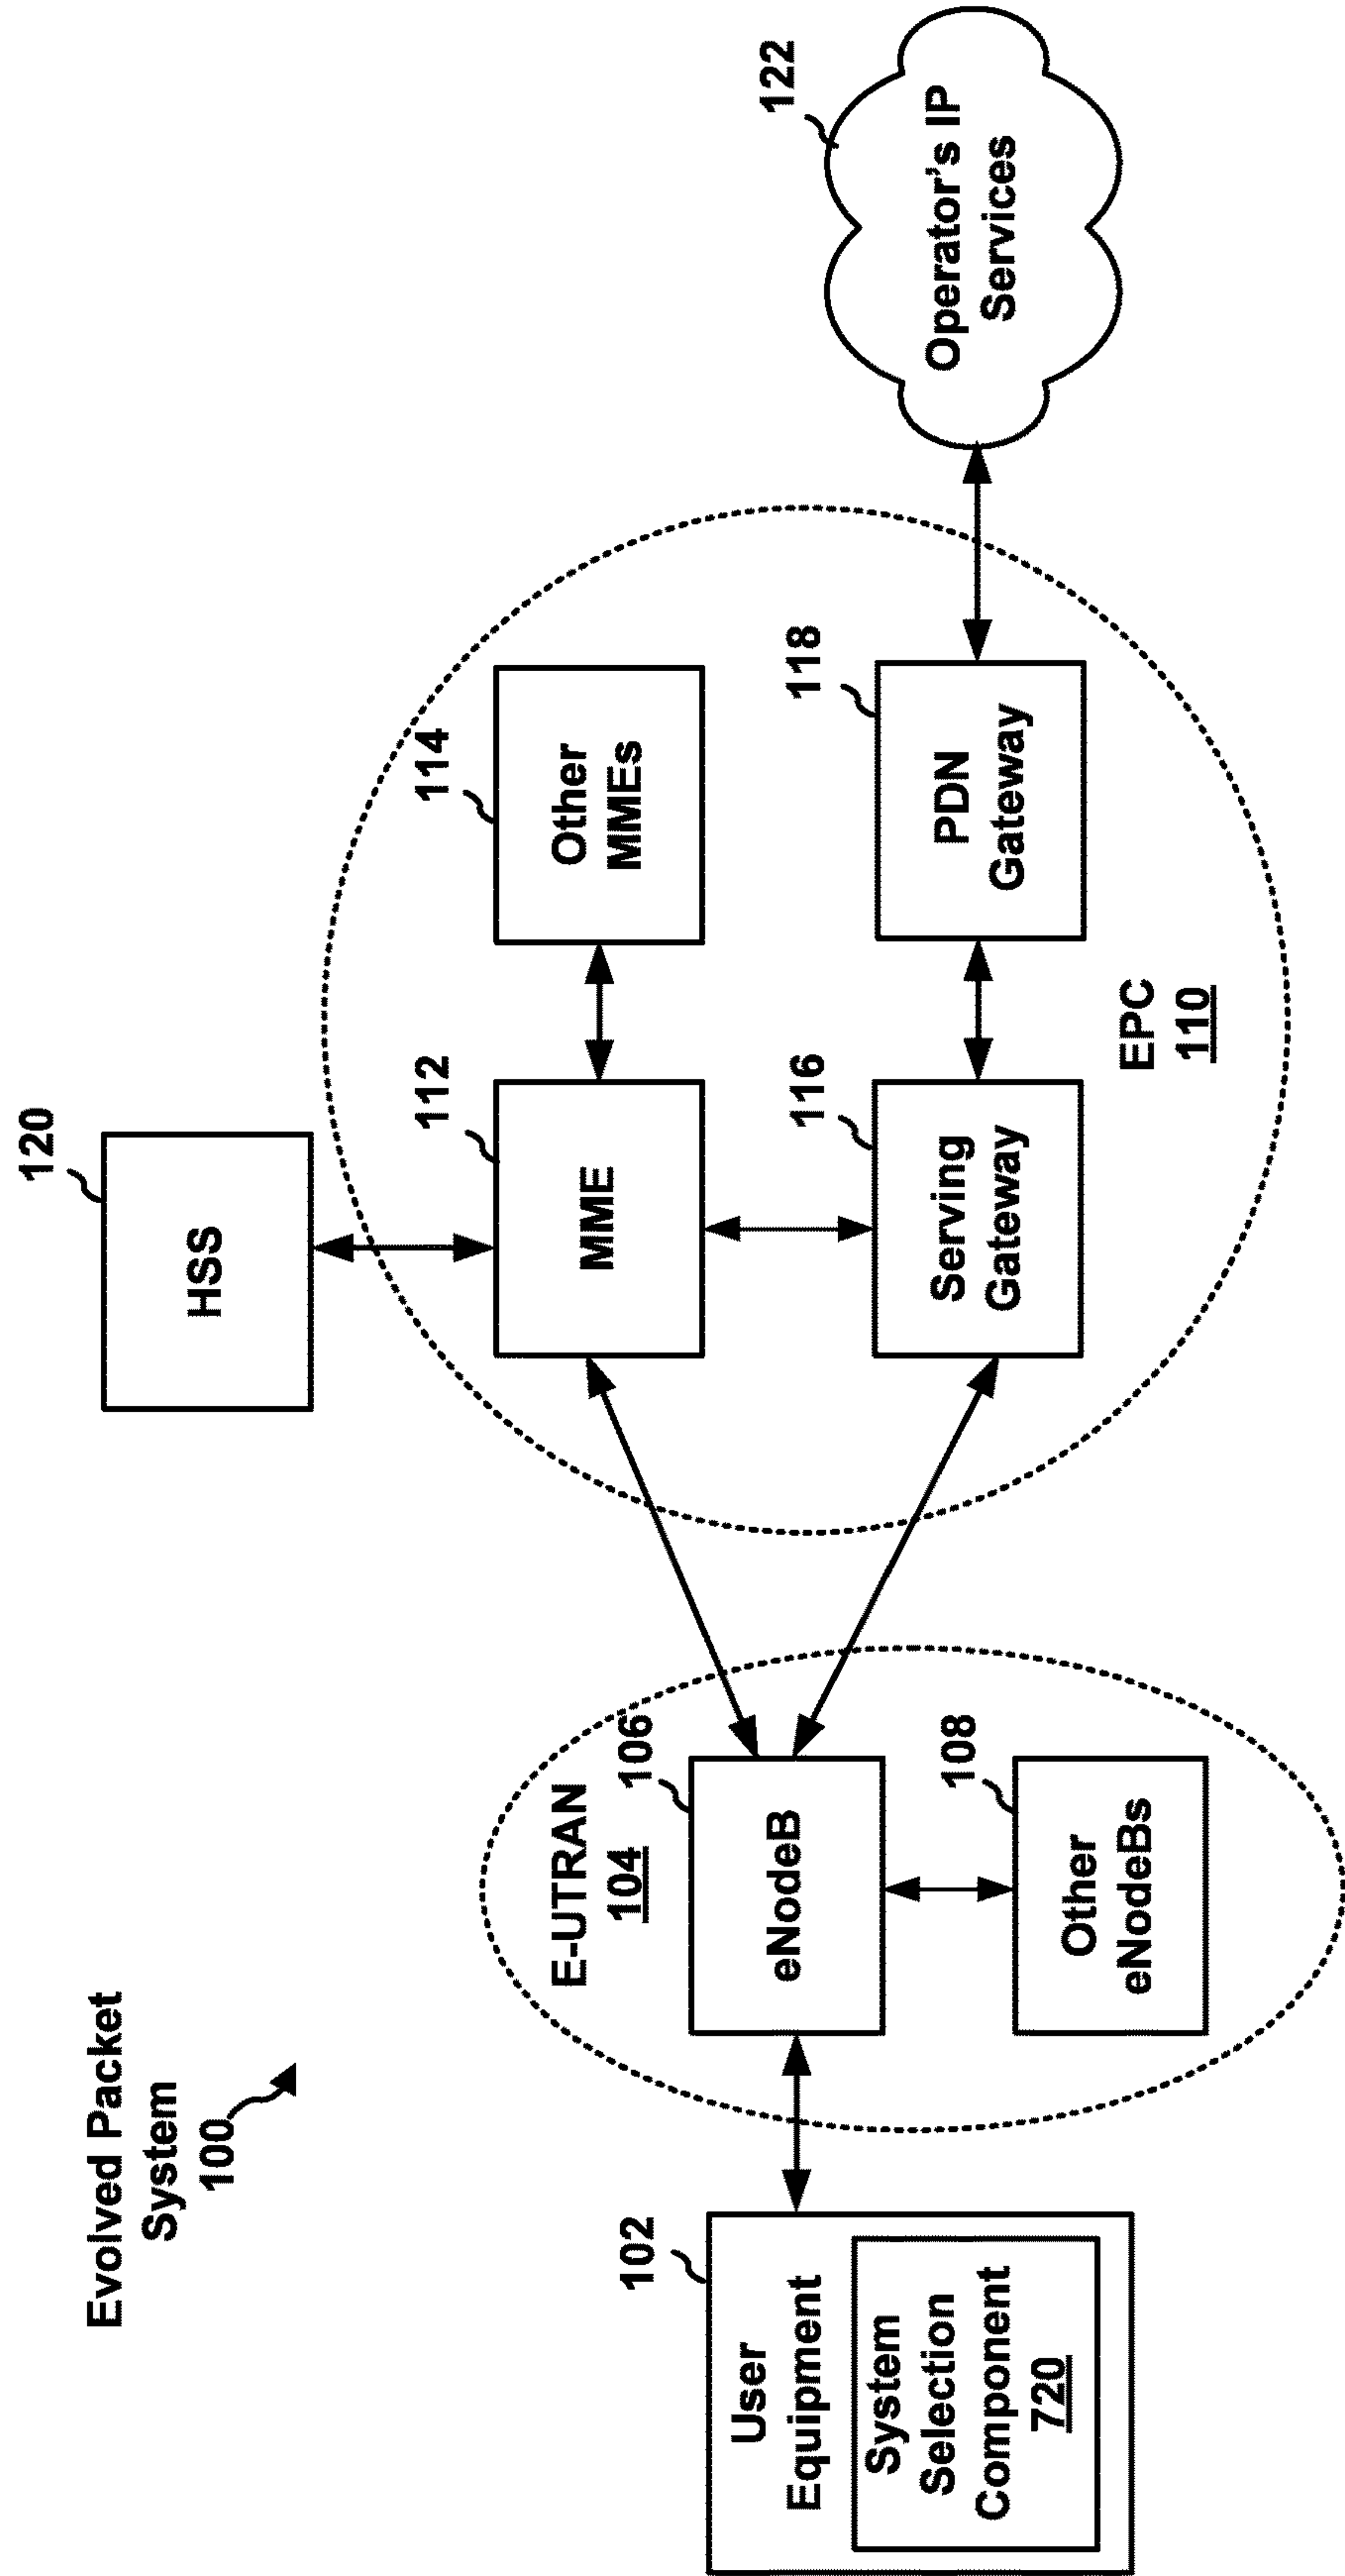 Evolved Packet
System
100
120
HSS
E-UTRAN
104
106
eNodeB
108
Other
eNodeBs
102
User
Equipment
System
Selection
Component
720
112
MME
114
Other
MMEs
116
Serving
Gateway
118
PDN
Gateway
EPC
110
122
Operator's IP
Services